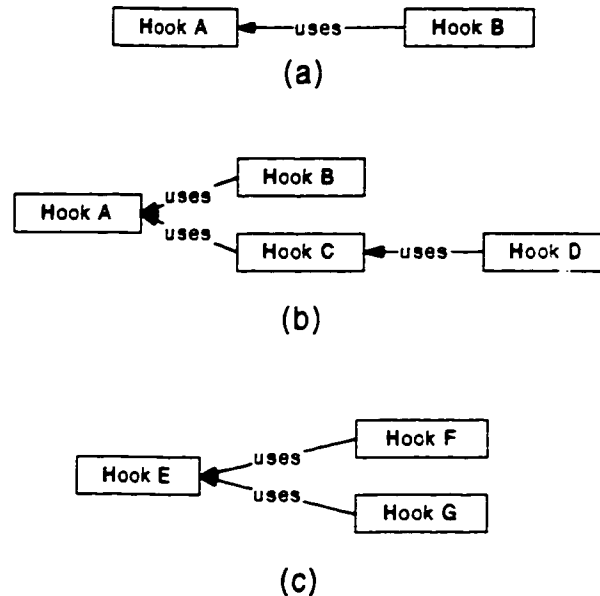 Hook A uses Hook B
(a)
uses Hook B
Hook A
uses
Hook C uses Hook D
(b)
Hook F
uses
Hook E
uses
Hook G
(c)